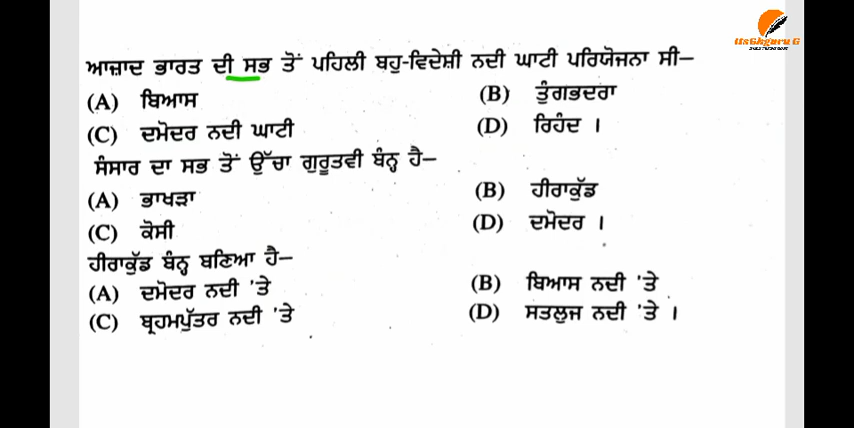 UsGkguru G
ਆਜ਼ਾਦ ਭਾਰਤ ਦੀ ਸਭ ਤੋਂ ਪਹਿਲੀ ਬਹੁ-ਵਿਦੇਸ਼ੀ ਨਦੀ ਘਾਟੀ ਪਰਿਯੋਜਨਾ ਸੀ–
(A) ਬਿਆਸ (B) ਤੁੰਗਭਦਰਾ
(C) ਦਮੋਦਰ ਨਦੀ ਘਾਟੀ (D) ਰਿਹੰਦ ।
ਸੰਸਾਰ ਦਾ ਸਭ ਤੋਂ ਉੱਚਾ ਗੁਰੂਤਵੀ ਬੰਨ੍ਹ ਹੈ–
(A) ਭਾਖੜਾ (B) ਹੀਰਾਕੁੱਡ
(C) ਕੋਸੀ (D) ਦਮੋਦਰ ।
ਹੀਰਾਕੁੱਡ ਬੰਨ੍ਹ ਬਣਿਆ ਹੈ–
(A) ਦਮੋਦਰ ਨਦੀ 'ਤੇ (B) ਬਿਆਸ ਨਦੀ 'ਤੇ
(C) ਬ੍ਰਹਮਪੁੱਤਰ ਨਦੀ 'ਤੇ (D) ਸਤਲੁਜ ਨਦੀ 'ਤੇ ।